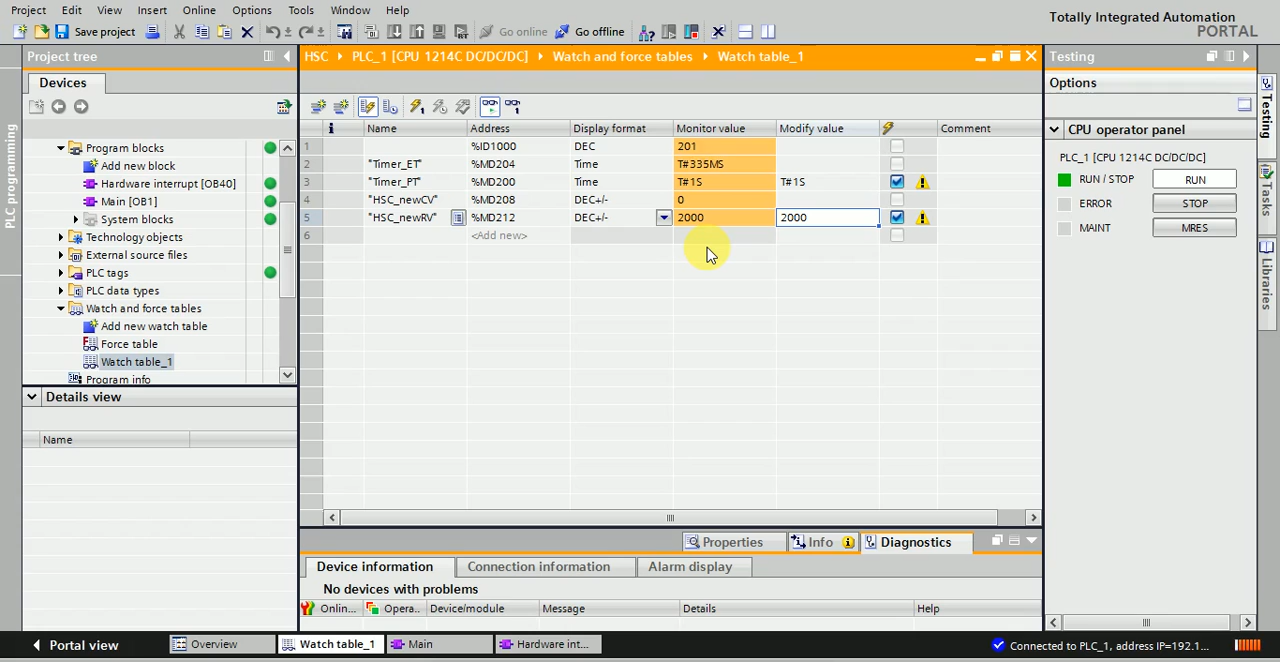 Project Edit View Insert Online Options Tools Window Help
Totally Integrated Automation
PORTAL
Save project Go online Go offline
Project tree
HSC PLC_1 [CPU 1214C DC/DC/DC] Watch and force tables Watch table_1
Testing
Devices
Options
PLC programming
i Name Address Display format Monitor value Modify value Comment
1 %ID1000 DEC 201
2 "Timer_ET" %MD204 Time T#335MS
3 "Timer_PT" %MD200 Time T#1S T#1S
4 "HSC_newCV" %MD208 DEC+/- 0
5 "HSC_newRV" %MD212 DEC+/- 2000 2000
6 <Add new>
Program blocks
Add new block
Hardware interrupt [OB40]
Main [OB1]
System blocks
Technology objects
External source files
PLC tags
PLC data types
Watch and force tables
Add new watch table
Force table
Watch table_1
Program info
CPU operator panel
PLC_1 [CPU 1214C DC/DC/DC]
RUN / STOP RUN
ERROR STOP
MAINT MRES
Testing
Tasks
Libraries
Details view
Name
Properties Info Diagnostics
Device information Connection information Alarm display
No devices with problems
Onlin... Opera.. Device/module Message Details Help
Portal view Overview Watch table_1 Main Hardware int... Connected to PLC_1, address IP=192.1...